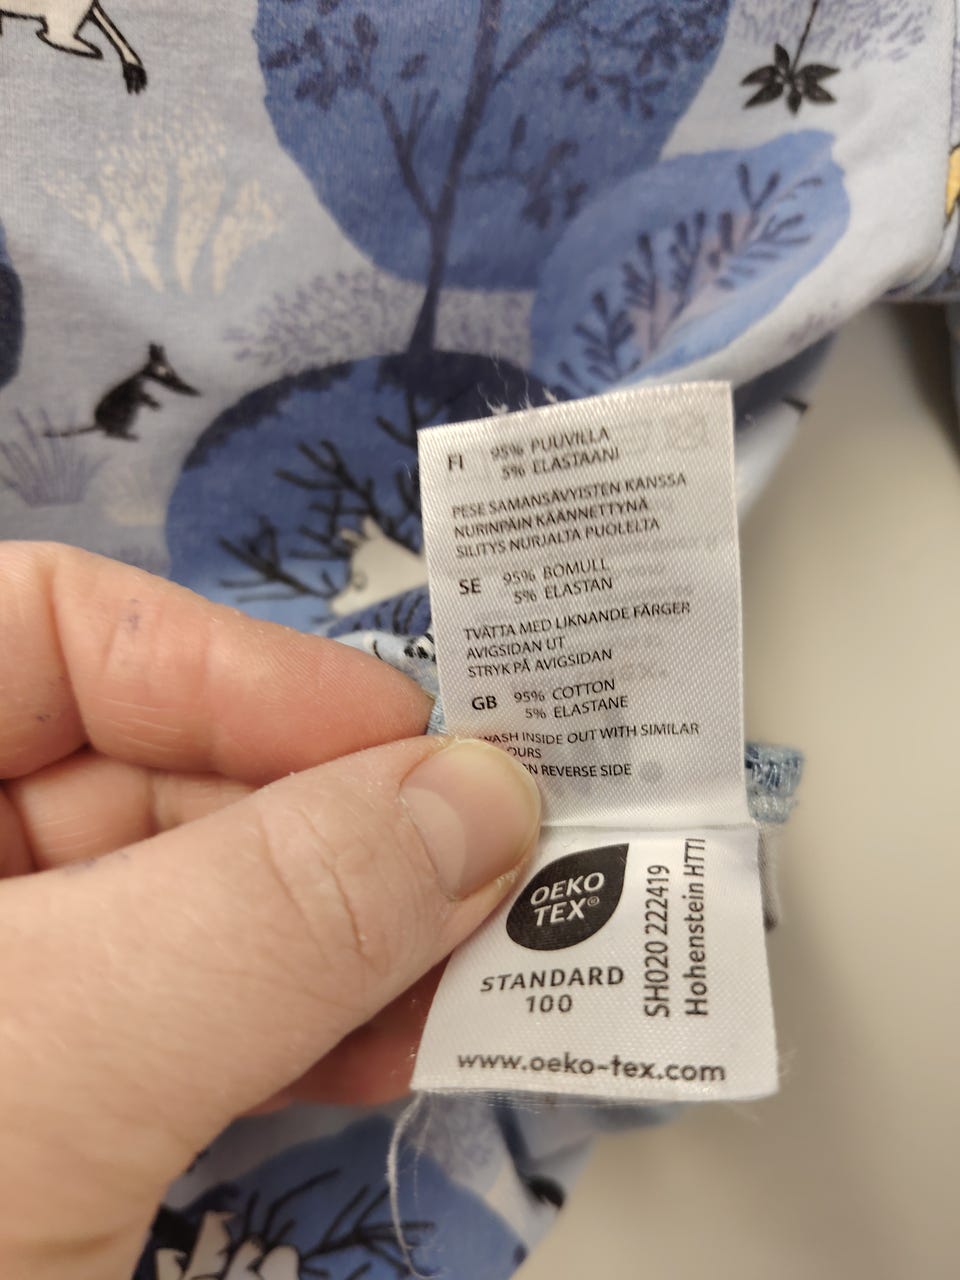 FI 95% PUUVILLA
5% ELASTAANI
PESE SAMANSÄVYISTEN KANSSA
NURINPÄIN KÄÄNNETTYNÄ
SILITYS NURJALTA PUOLELTA
SE 95% BOMULL
5% ELASTAN
TVÄTTA MED LIKNANDE FÄRGER
AVIGSIDAN UT
STRYK PÅ AVIGSIDAN
GB 95% COTTON
5% ELASTANE
WASH INSIDE OUT WITH SIMILAR
OURS
N REVERSE SIDE
OEKO
TEX®
STANDARD
100
SH020 222419
Hohenstein HTTI
www.oeko-tex.com